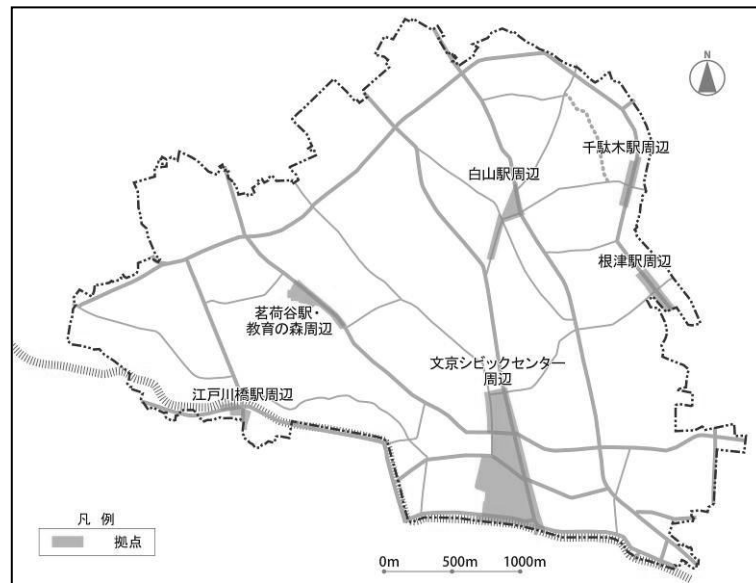 N
千駄木駅周辺
白山駅周辺
根津駅周辺
茗荷谷駅・
教育の森周辺
文京シビックセンター
周辺
江戸川橋駅周辺
凡 例
拠点
0m 500m 1000m